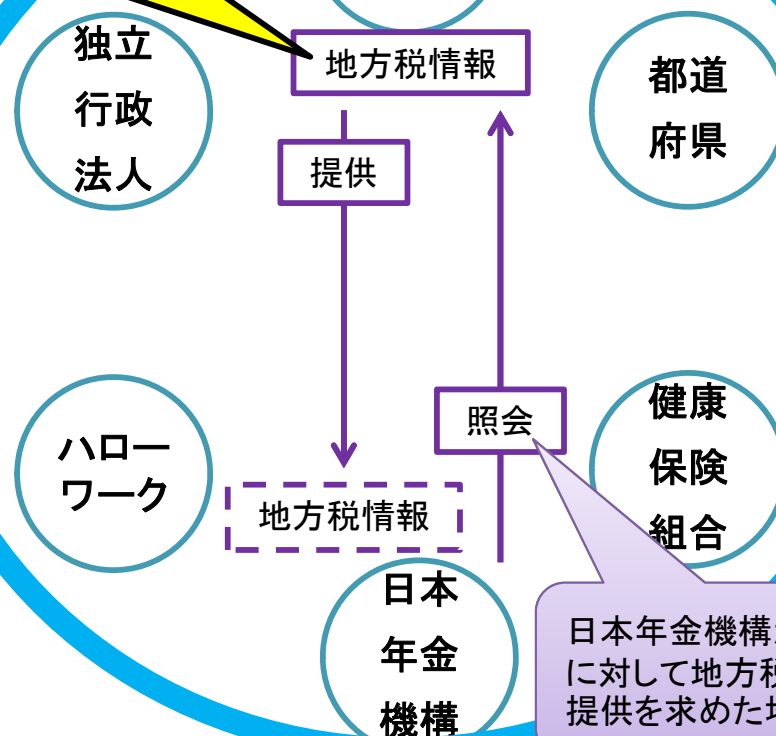 独立
行政
法人
地方税情報
都道
府県
提供
ハロー
ワーク
照会
健康
保険
組合
地方税情報
日本
年金
機構
日本年金機構
に対して地方税
提供を求めた